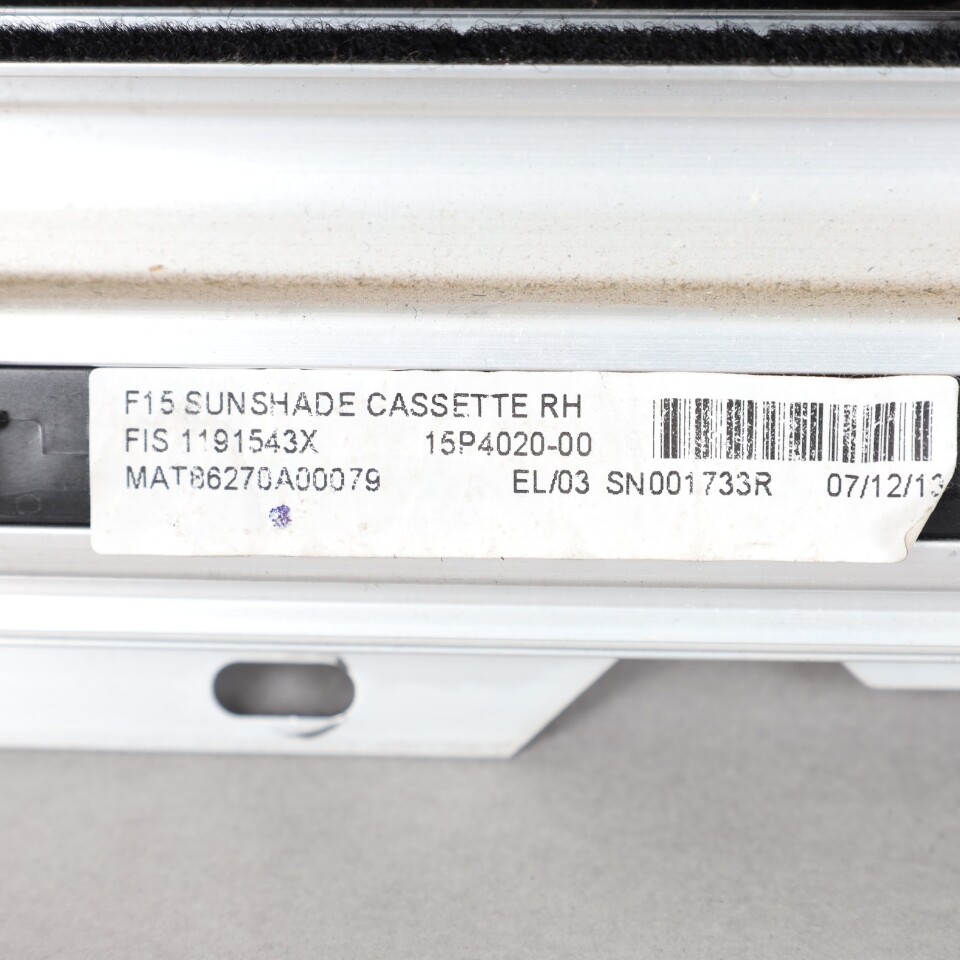 F15 SUNSHADE CASSETTE RH
FIS 1191543X 15P4020-00
MAT86270A00079 EL/03 SN001733R 07/12/13